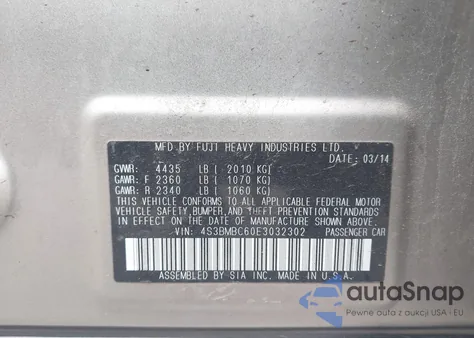 MFD. BY FUJI HEAVY INDUSTRIES LTD.
DATE: 03/14
GVWR: 4435 LB ( 2010 KG)
GAWR: F 2360 LB ( 1070 KG)
GAWR: R 2340 LB ( 1060 KG)
THIS VEHICLE CONFORMS TO ALL APPLICABLE FEDERAL MOTOR
VEHICLE SAFETY, BUMPER, AND THEFT PREVENTION STANDARDS
IN EFFECT ON THE DATE OF MANUFACTURE SHOWN ABOVE.
VIN: 4S3BMBC60E3032302 PASSENGER CAR
ASSEMBLED BY SIA INC. MADE IN U.S.A.
autoSnap
Pewne auta z aukcji USA i EU